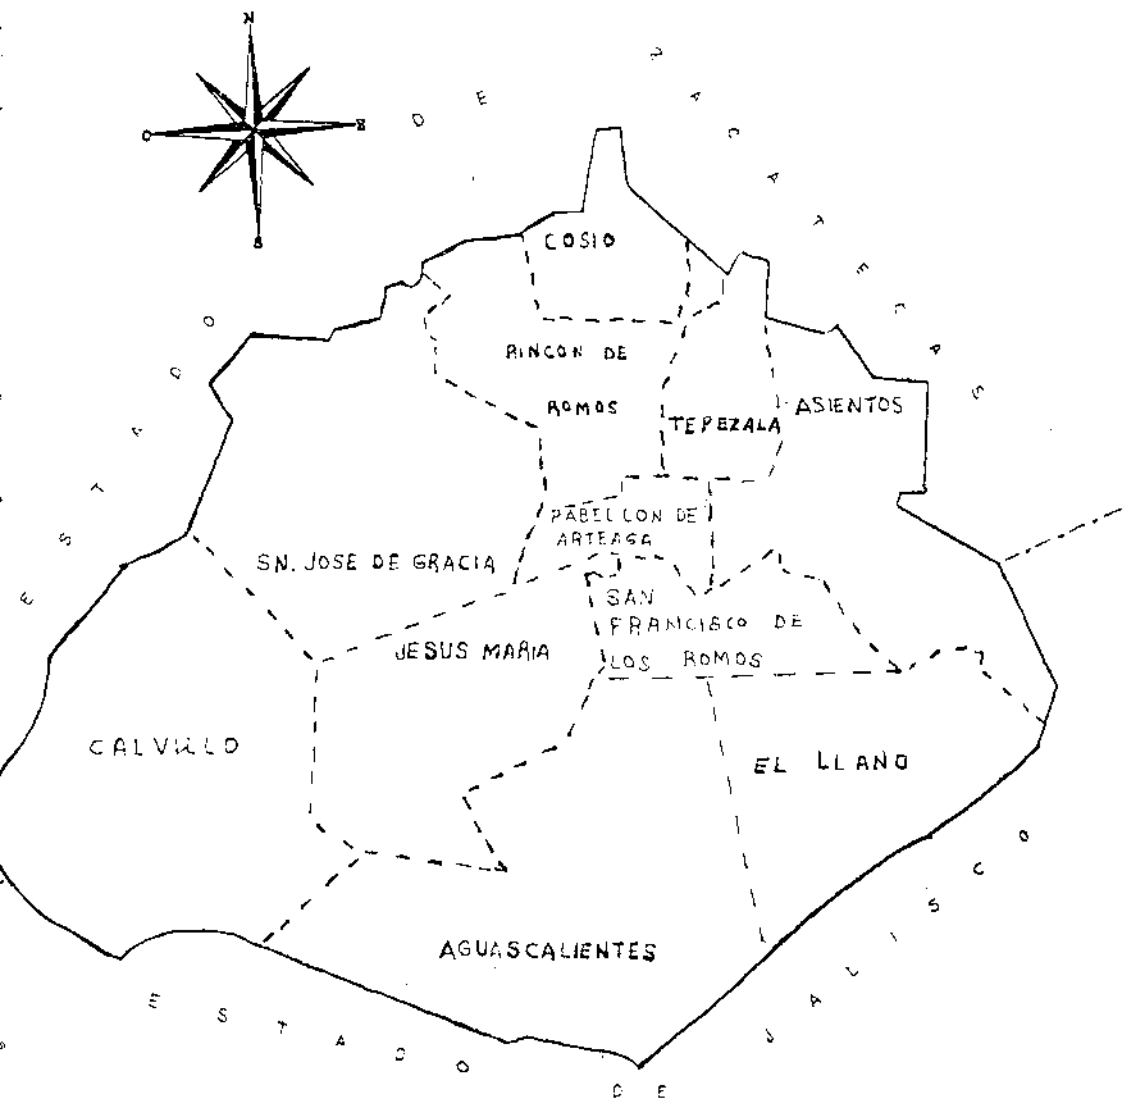 N
O
E
S
ESTADO DE ZACATECAS
COSIO
RINCON DE
ROMOS
TEPEZALA
ASIENTOS
PABELLON DE
ARTEAGA
SN. JOSE DE GRACIA
SAN
FRANCISCO DE
LOS ROMOS
JESUS MARIA
CALVILLO
EL LLANO
AGUASCALIENTES
ESTADO DE JALISCO